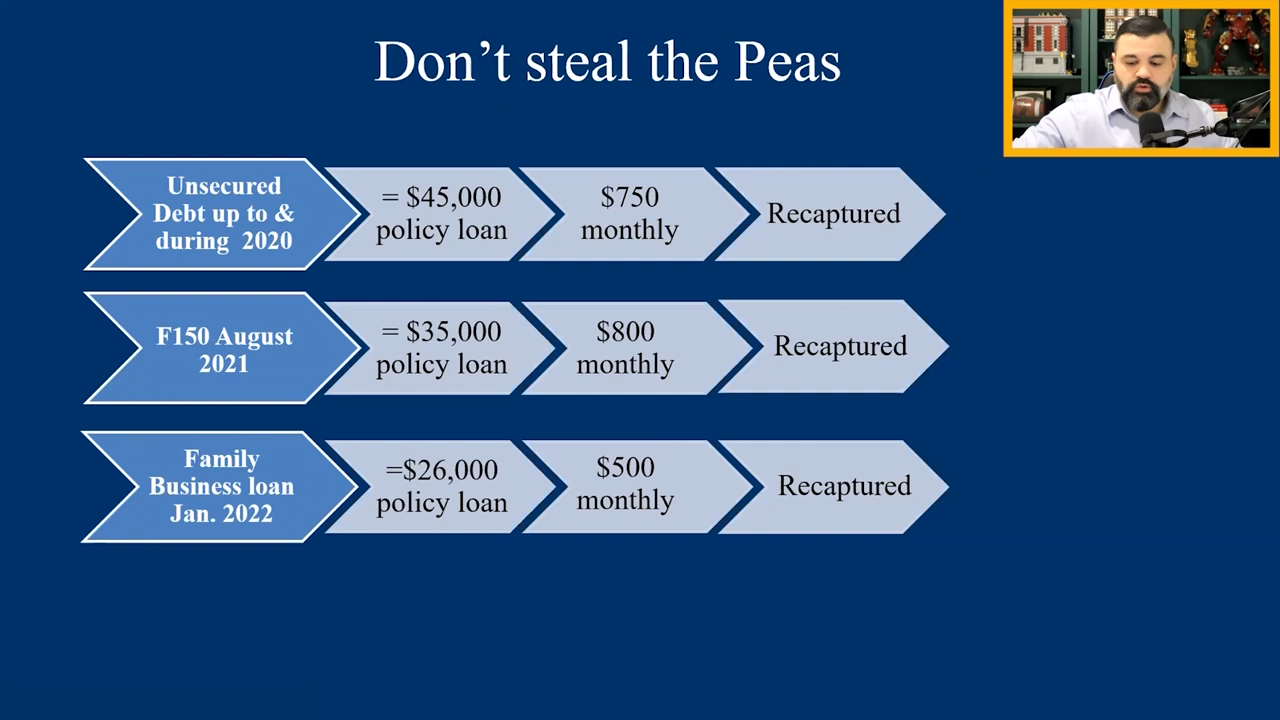 Don’t steal the Peas
Unsecured
Debt up to &
during 2020
= $45,000
policy loan
$750
monthly
Recaptured
F150 August
2021
= $35,000
policy loan
$800
monthly
Recaptured
Family
Business loan
Jan. 2022
=$26,000
policy loan
$500
monthly
Recaptured